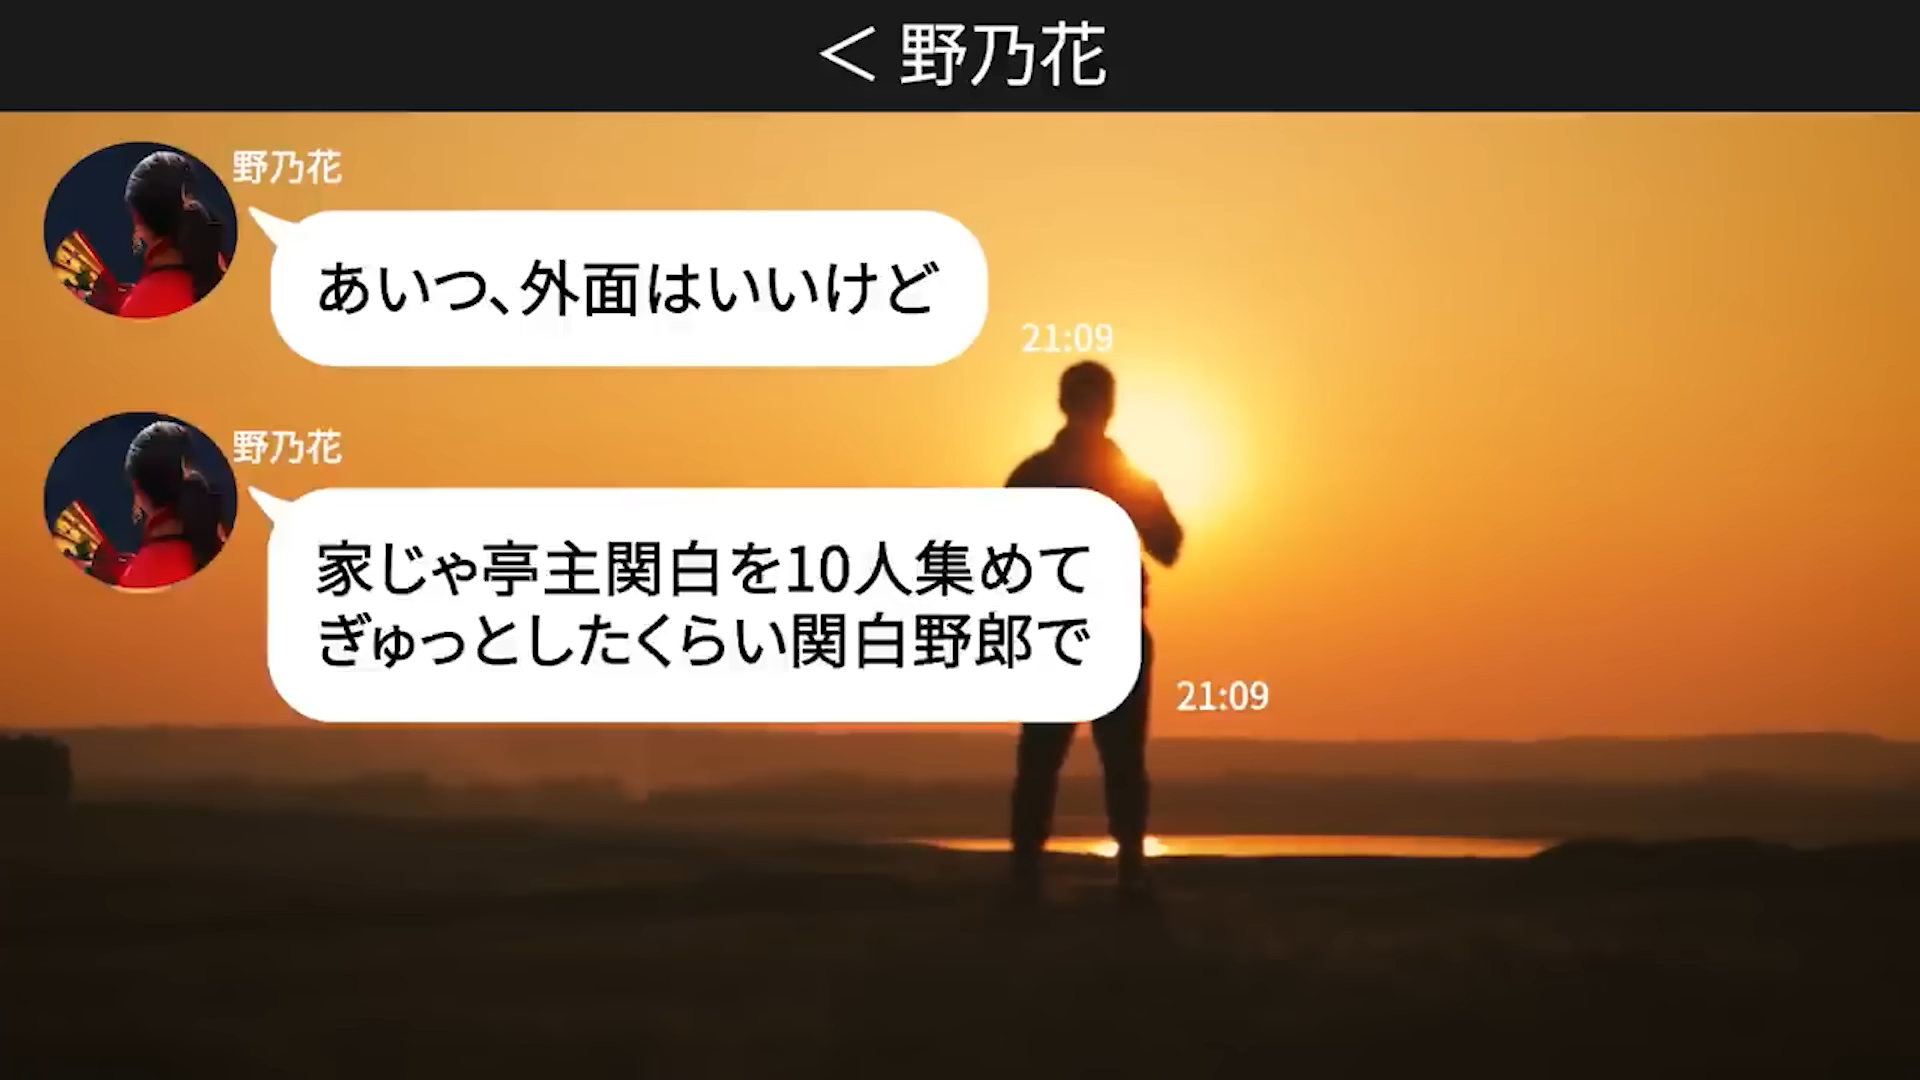 ＜ 野乃花
野乃花
あいつ、外面はいいけど
21:09
野乃花
家じゃ亭主関白を10人集めて
ぎゅっとしたくらい関白野郎で
21:09